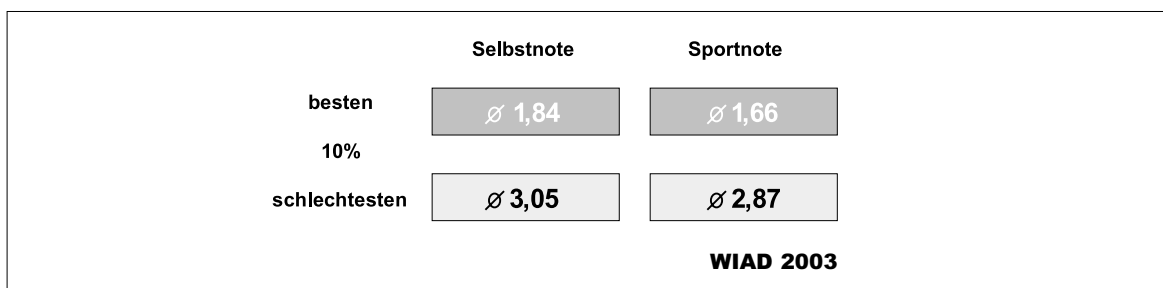 Selbstnote Sportnote
besten ⌀ 1,84 ⌀ 1,66
10%
schlechtesten ⌀ 3,05 ⌀ 2,87
WIAD 2003